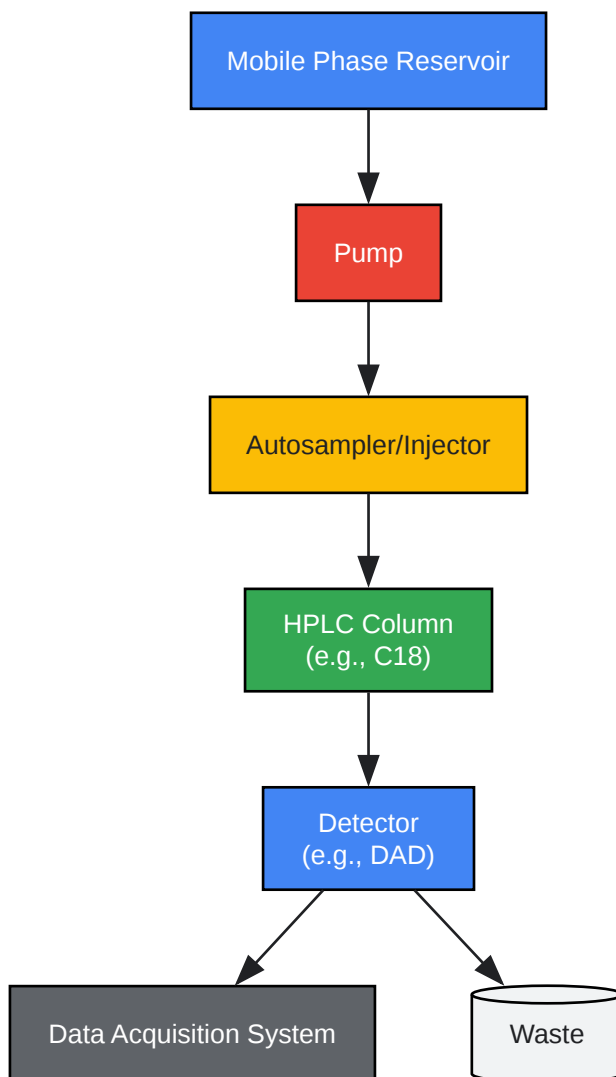 Mobile Phase Reservoir
Pump
Autosampler/Injector
HPLC Column
(e.g., C18)
Detector
(e.g., DAD)
Data Acquisition System
Waste